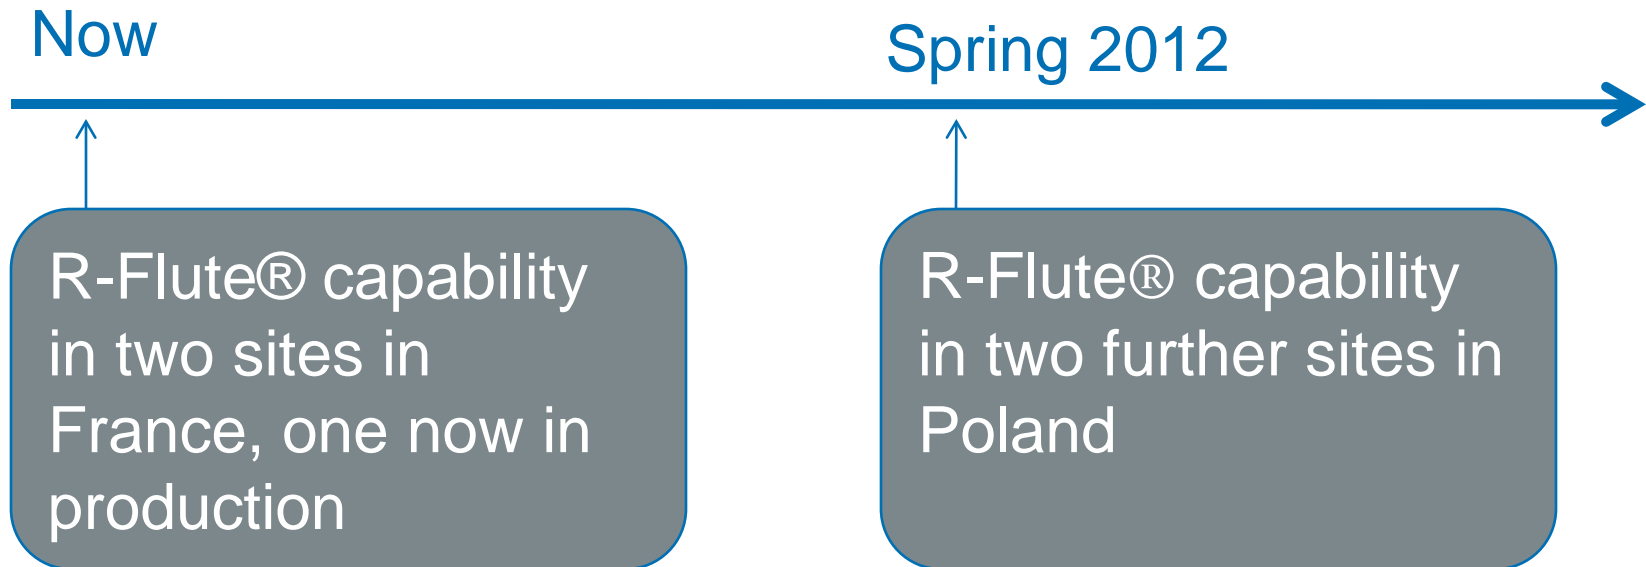 Now
Spring 2012
R-Flute® capability
in two sites in
France, one now in
production
R-Flute® capability
in two further sites in
Poland